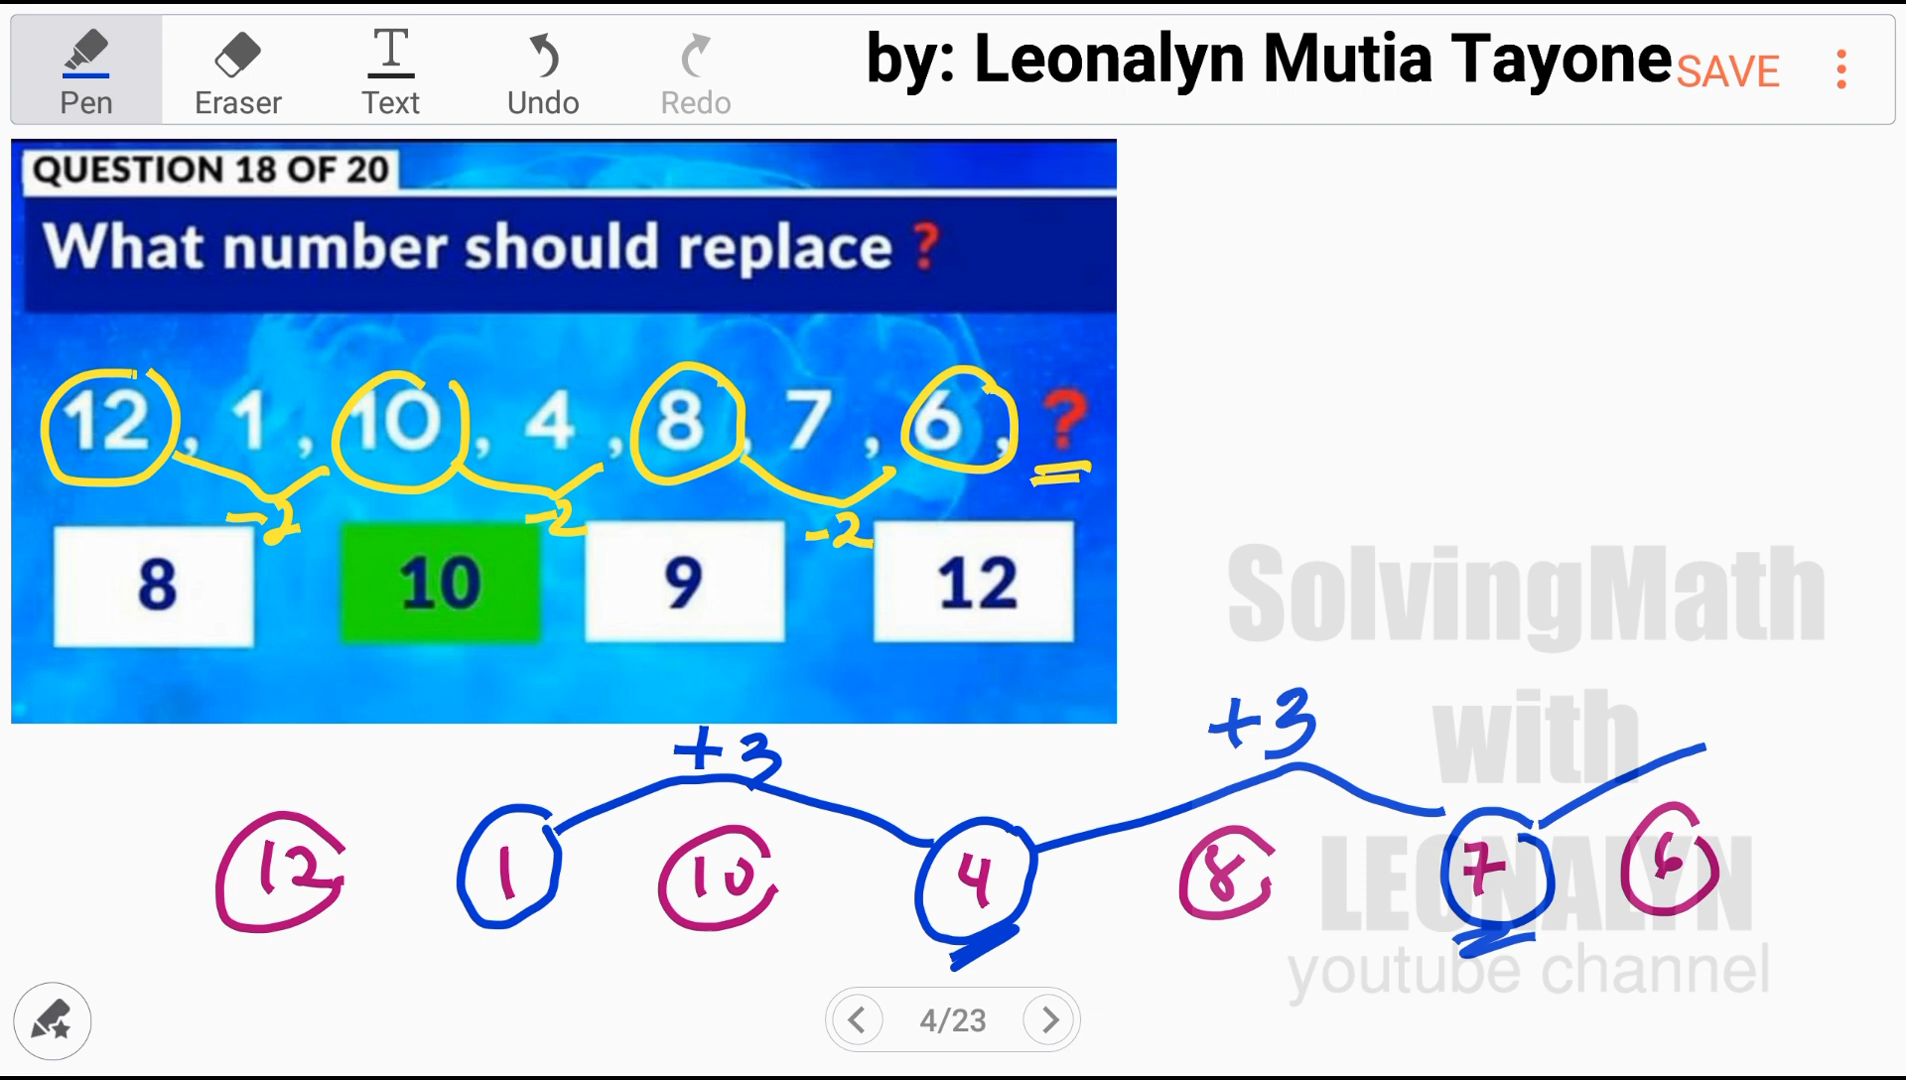 by: Leonalyn Mutia Tayone
Pen Eraser Text Undo Redo SAVE
QUESTION 18 OF 20
What number should replace ?
12, 1, 10, 4, 8, 7, 6, ?
-2 -2 -2
8 10 9 12
SolvingMath
with
LEONALYN
youtube channel
+3 +3
12 1 10 4 8 7 6
4/23